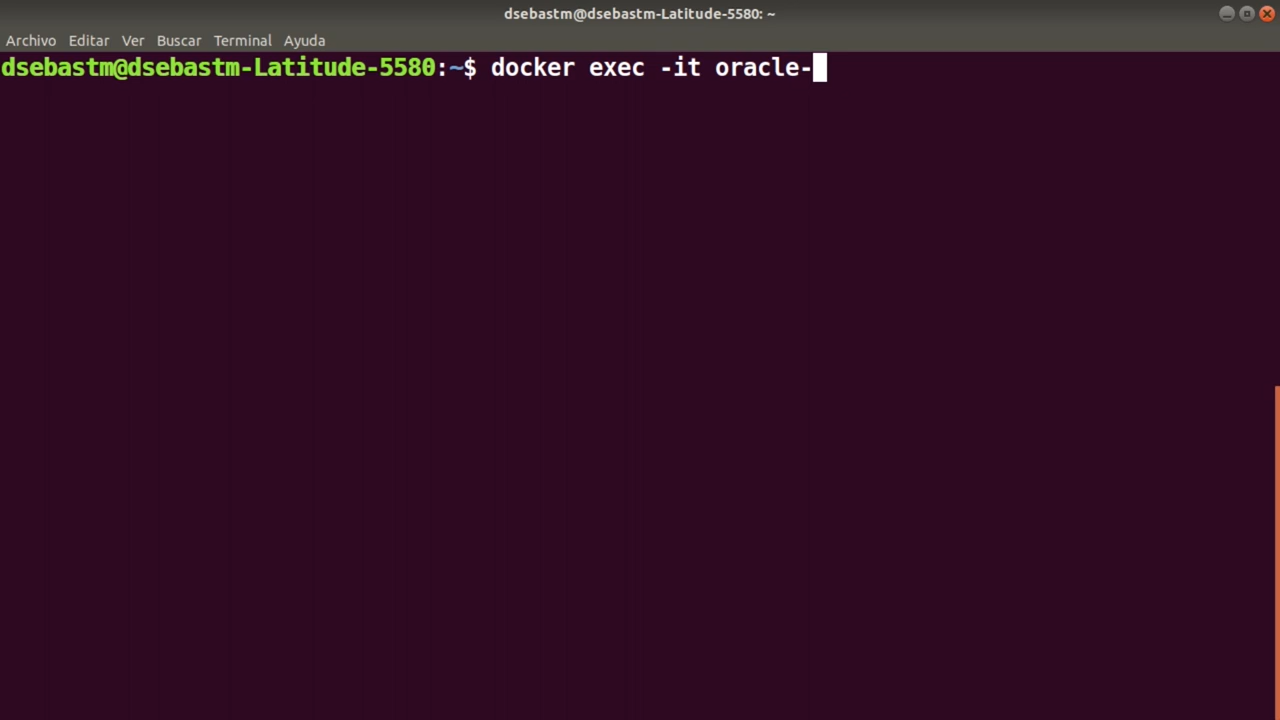 dsebastm@dsebastm-Latitude-5580: ~
Archivo Editar Ver Buscar Terminal Ayuda
dsebastm@dsebastm-Latitude-5580:~$ docker exec -it oracle-